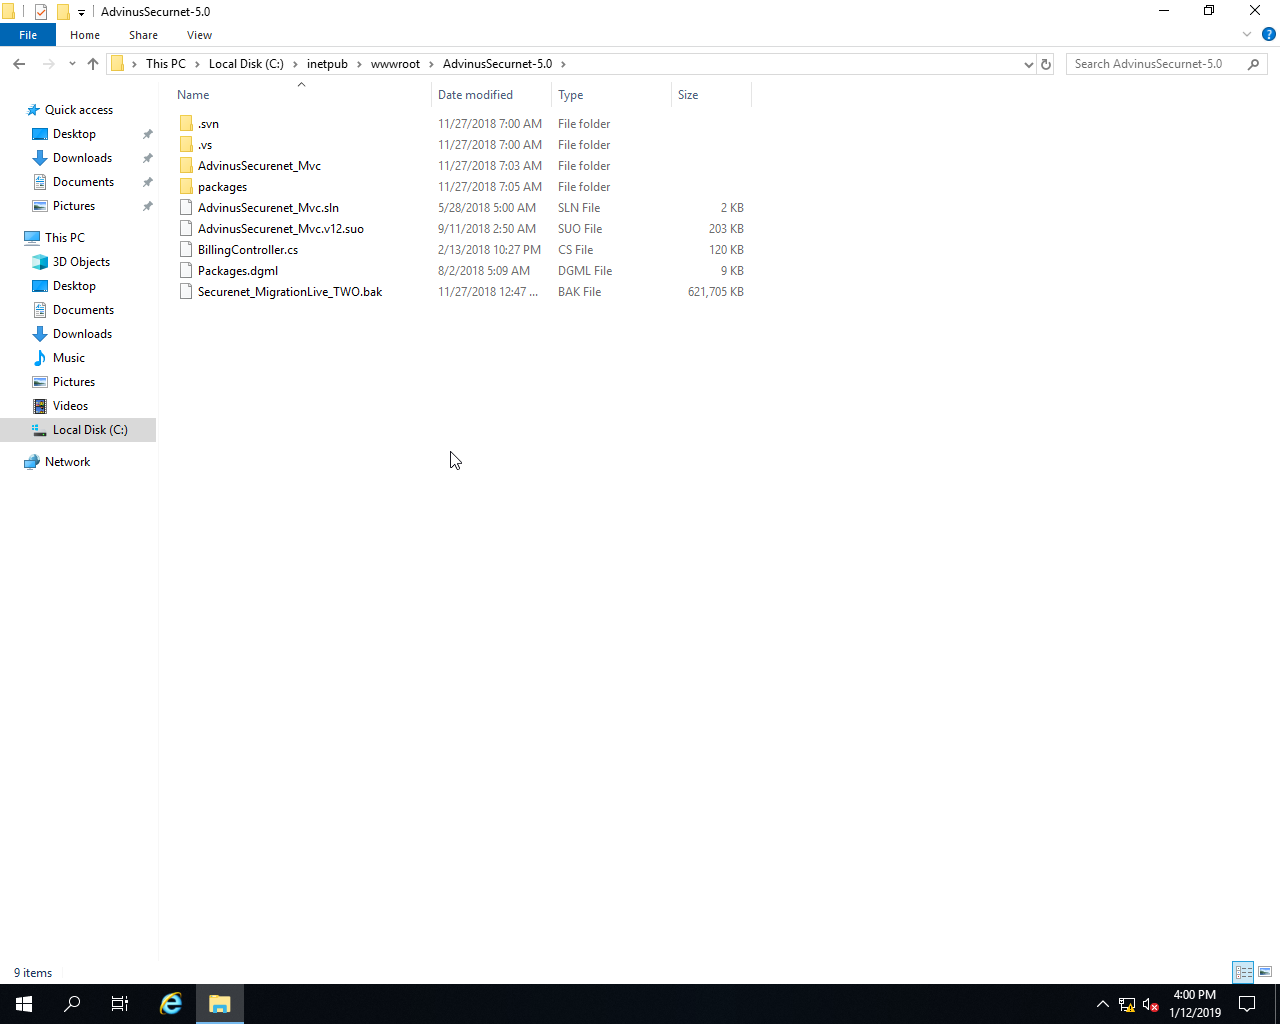 AdvinusSecurnet-5.0
File Home Share View
This PC Local Disk (C:) inetpub wwwroot AdvinusSecurnet-5.0 Search AdvinusSecurnet-5.0
Name Date modified Type Size
Quick access
Desktop
Downloads
Documents
Pictures
This PC
3D Objects
Desktop
Documents
Downloads
Music
Pictures
Videos
Local Disk (C:)
Network
.svn 11/27/2018 7:00 AM File folder
.vs 11/27/2018 7:00 AM File folder
AdvinusSecurenet_Mvc 11/27/2018 7:03 AM File folder
packages 11/27/2018 7:05 AM File folder
AdvinusSecurenet_Mvc.sln 5/28/2018 5:00 AM SLN File 2 KB
AdvinusSecurenet_Mvc.v12.suo 9/11/2018 2:50 AM SUO File 203 KB
BillingController.cs 2/13/2018 10:27 PM CS File 120 KB
Packages.dgml 8/2/2018 5:09 AM DGML File 9 KB
Securenet_MigrationLive_TWO.bak 11/27/2018 12:47 ... BAK File 621,705 KB
9 items
4:00 PM
1/12/2019